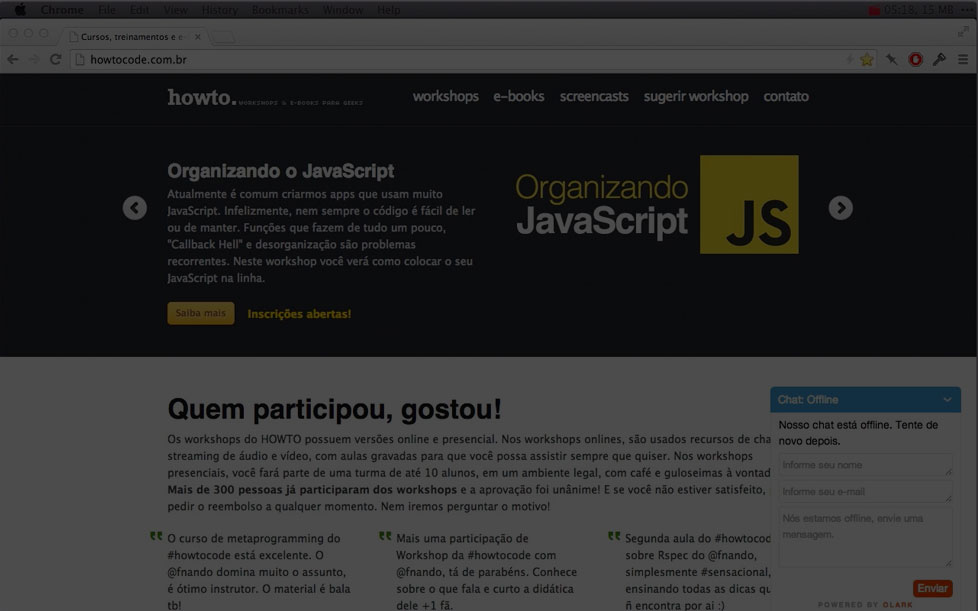 Chrome File Edit View History Bookmarks Window Help 05:18, 15 MB
Cursos, treinamentos e e-
howtocode.com.br
howto. WORKSHOPS & E-BOOKS PARA GEEKS
workshops e-books screencasts sugerir workshop contato
Organizando o JavaScript
Atualmente é comum criarmos apps que usam muito
JavaScript. Infelizmente, nem sempre o código é fácil de ler
ou de manter. Funções que fazem de tudo um pouco,
"Callback Hell" e desorganização são problemas
recorrentes. Neste workshop você verá como colocar o seu
JavaScript na linha.
Saiba mais Inscrições abertas!
Organizando
JavaScript
JS
Quem participou, gostou!
Os workshops do HOWTO possuem versões online e presencial. Nos workshops onlines, são usados recursos de cha
streaming de áudio e vídeo, com aulas gravadas para que você possa assistir sempre que quiser. Nos workshops
presenciais, você fará parte de uma turma de até 10 alunos, em um ambiente legal, com café e guloseimas à vontad
Mais de 300 pessoas já participaram dos workshops e a aprovação foi unânime! E se você não estiver satisfeito,
pedir o reembolso a qualquer momento. Nem iremos perguntar o motivo!
O curso de metaprogramming do
#howtocode está excelente. O
@fnando domina muito o assunto,
é ótimo instrutor. O material é bala
tb!
Mais uma participação de
Workshop da #howtocode com
@fnando, tá de parabéns. Conhece
sobre o que fala e curto a didática
dele +1 fã.
Segunda aula do #howtocod
sobre Rspec do @fnando,
simplesmente #sensacional,
ensinando todas as dicas qu
ñ encontra por ai :)
Chat: Offline
Nosso chat está offline. Tente de
novo depois.
Informe seu nome
Informe seu e-mail
Nós estamos offline, envie uma
mensagem.
Enviar
POWERED BY OLARK